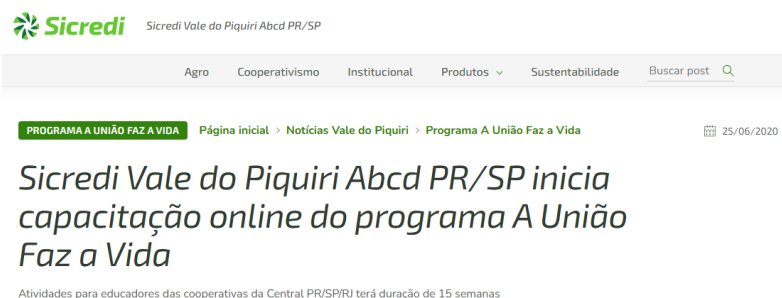 Sicredi Sicredi Vale do Piquiri Abcd PR/SP
Agro Cooperativismo Institucional Produtos Sustentabilidade Buscar post
PROGRAMA A UNIÃO FAZ A VIDA Página inicial > Notícias Vale do Piquiri > Programa A União Faz a Vida 25/06/2020
Sicredi Vale do Piquiri Abcd PR/SP inicia
capacitação online do programa A União
Faz a Vida
Atividades para educadores das cooperativas da Central PR/SP/RJ terá duração de 15 semanas